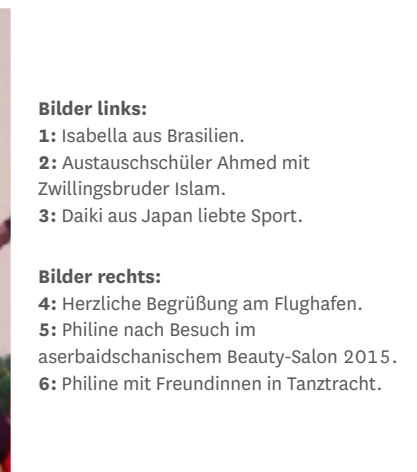 Bilder links:
1: Isabella aus Brasilien.
2: Austauschschüler Ahmed mit
Zwillingsbruder Islam.
3: Daiki aus Japan liebte Sport.
Bilder rechts:
4: Herzliche Begrüßung am Flughafen.
5: Philine nach Besuch im
aserbaidschanischem Beauty-Salon 2015.
6: Philine mit Freundinnen in Tanztracht.